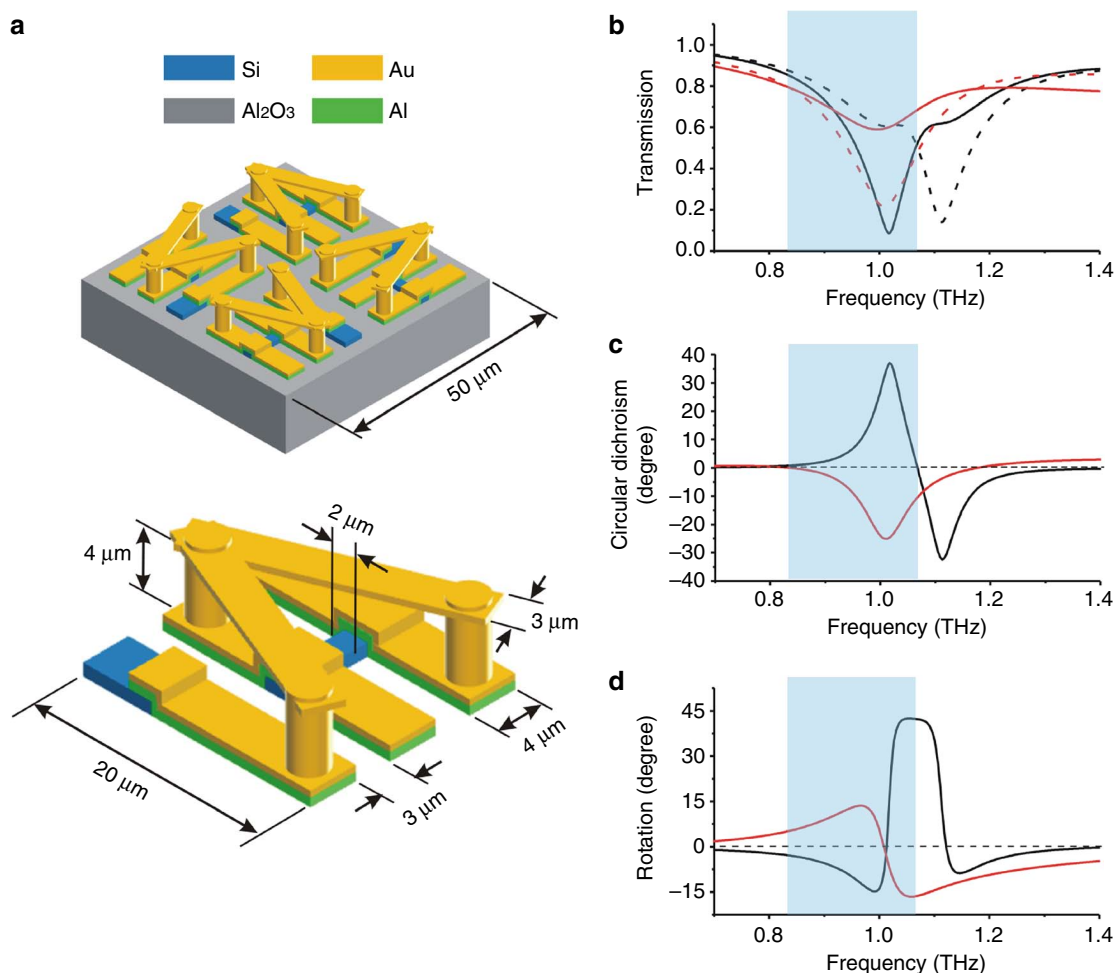 a
Si
Au
Al2O3
Al
50 μm
2 μm
4 μm
3 μm
4 μm
20 μm
3 μm
b
1.0
0.8
0.6
0.4
0.2
0.0
Transmission
0.8
1.0
1.2
1.4
Frequency (THz)
c
40
30
20
10
0
−10
−20
−30
−40
Circular dichroism
(degree)
0.8
1.0
1.2
1.4
Frequency (THz)
d
45
30
15
0
−15
Rotation (degree)
0.8
1.0
1.2
1.4
Frequency (THz)